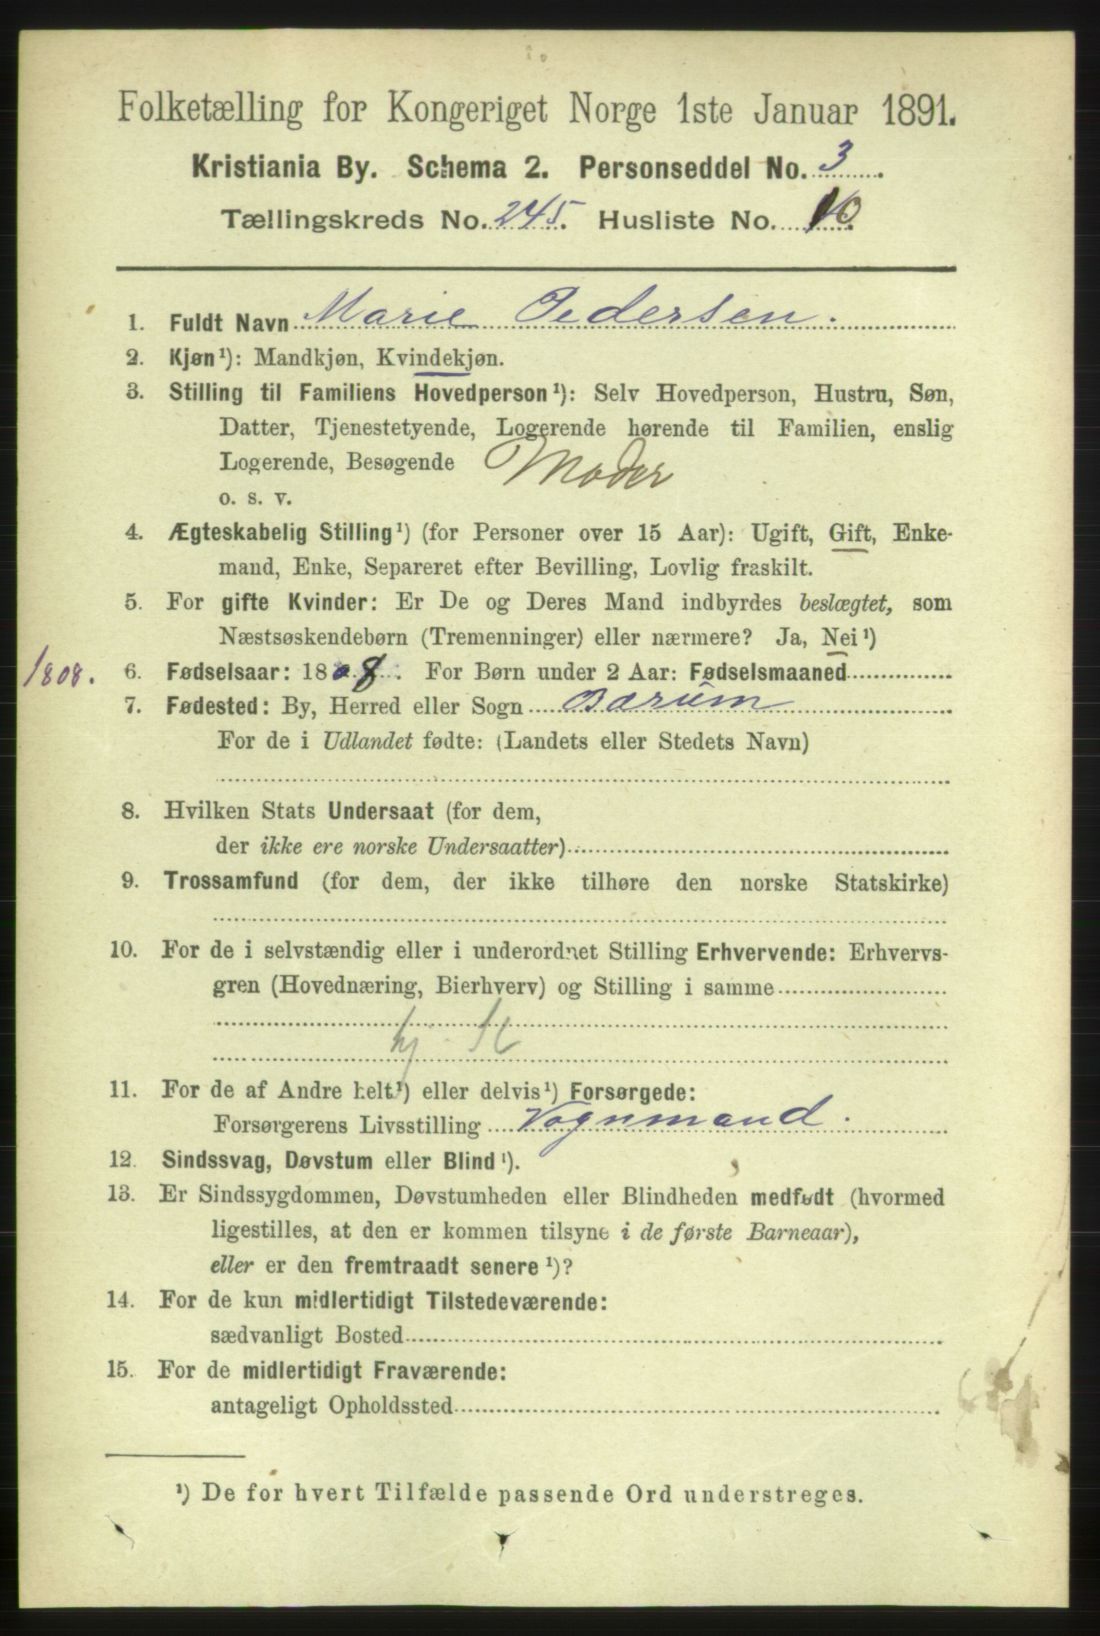 Folketælling for Kongeriget Norge 1ste Januar 1891.
Kristiania By. Schema 2. Personseddel No. 3.
Tællingskreds No. 245. Husliste No. 10.
1. Fuldt Navn Marie Pedersen.
2. Kjøn¹): Mandkjøn, Kvindekjøn.
3. Stilling til Familiens Hovedperson¹): Selv Hovedperson, Hustru, Søn,
Datter, Tjenestetyende, Logerende hørende til Familien, enslig
Logerende, Besøgende Moder
o. s. v.
4. Ægteskabelig Stilling¹) (for Personer over 15 Aar): Ugift, Gift, Enke-
mand, Enke, Separeret efter Bevilling, Lovlig fraskilt.
5. For gifte Kvinder: Er De og Deres Mand indbyrdes beslægtet, som
Næstsøskendebørn (Tremenninger) eller nærmere? Ja, Nei¹)
1808. 6. Fødselsaar: 1808. For Børn under 2 Aar: Fødselsmaaned
7. Fødested: By, Herred eller Sogn Bærum
For de i Udlandet fødte: (Landets eller Stedets Navn)
8. Hvilken Stats Undersaat (for dem,
der ikke ere norske Undersaatter)
9. Trossamfund (for dem, der ikke tilhøre den norske Statskirke)
10. For de i selvstændig eller i underordnet Stilling Erhvervende: Erhvervs-
gren (Hovednæring, Bierhverv) og Stilling i samme
11. For de af Andre helt¹) eller delvis¹) Forsørgede:
Forsørgerens Livsstilling Vognmand.
12. Sindssvag, Døvstum eller Blind¹).
13. Er Sindssygdommen, Døvstumheden eller Blindheden medfødt (hvormed
ligestilles, at den er kommen tilsyne i de første Barneaar),
eller er den fremtraadt senere¹)?
14. For de kun midlertidigt Tilstedeværende:
sædvanligt Bosted
15. For de midlertidigt Fraværende:
antageligt Opholdssted
¹) De for hvert Tilfælde passende Ord understreges.